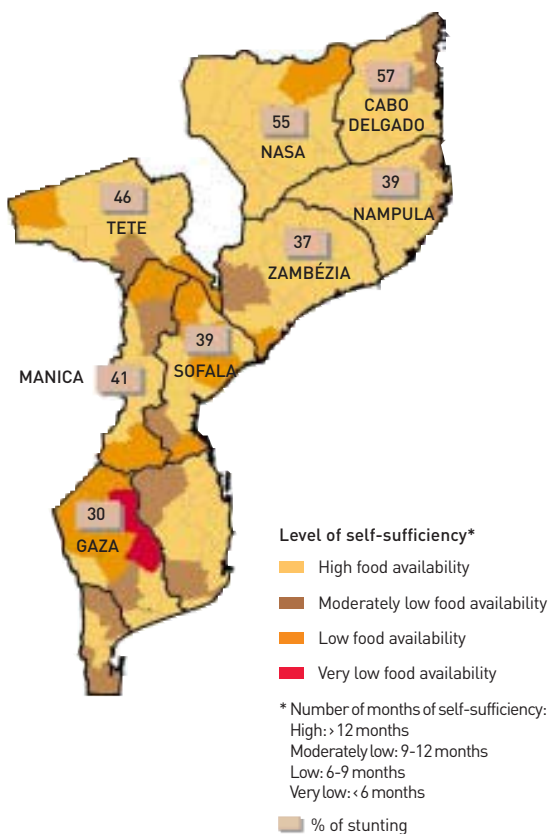 57
CABO
DELGADO
55
NASA
39
NAMPULA
46
TETE
37
ZAMBÉZIA
39
SOFALA
MANICA 41
30
GAZA
Level of self-sufficiency*
High food availability
Moderately low food availability
Low food availability
Very low food availability
* Number of months of self-sufficiency:
High: › 12 months
Moderately low: 9-12 months
Low: 6-9 months
Very low: ‹ 6 months
% of stunting